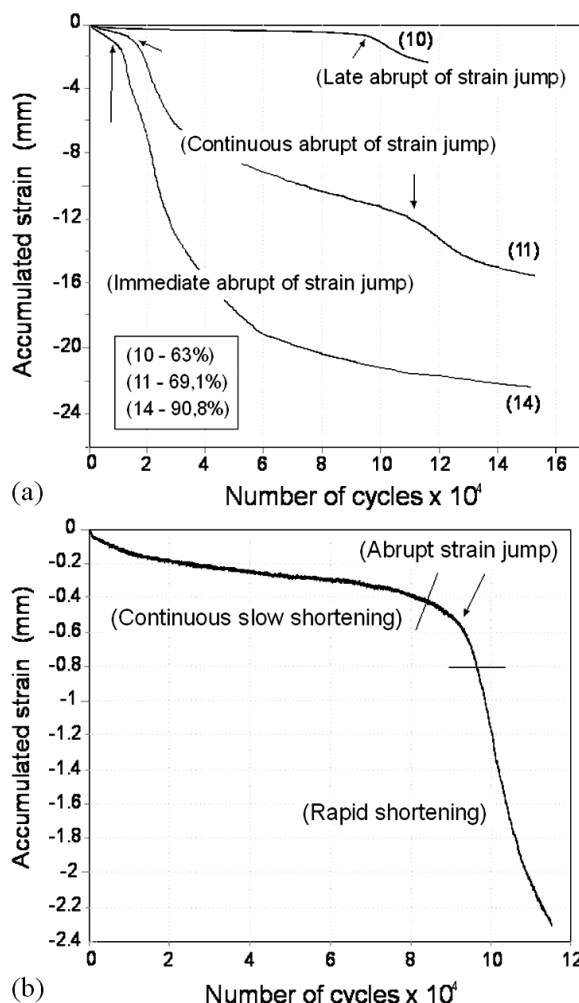 0
-4
-8
-12
-16
-20
-24
Accumulated strain (mm)
(10)
(Late abrupt of strain jump)
(Continuous abrupt of strain jump)
(11)
(Immediate abrupt of strain jump)
(10 - 63%)
(11 - 69,1%)
(14 - 90,8%)
(14)
0 2 4 6 8 10 12 14 16
(a)
Number of cycles x 10⁴
0
-0.2
-0.4
-0.6
-0.8
-1
-1.2
-1.4
-1.6
-1.8
-2
-2.2
-2.4
Accumulated strain (mm)
(Abrupt strain jump)
(Continuous slow shortening)
(Rapid shortening)
0 2 4 6 8 10 12
(b)
Number of cycles x 10⁴